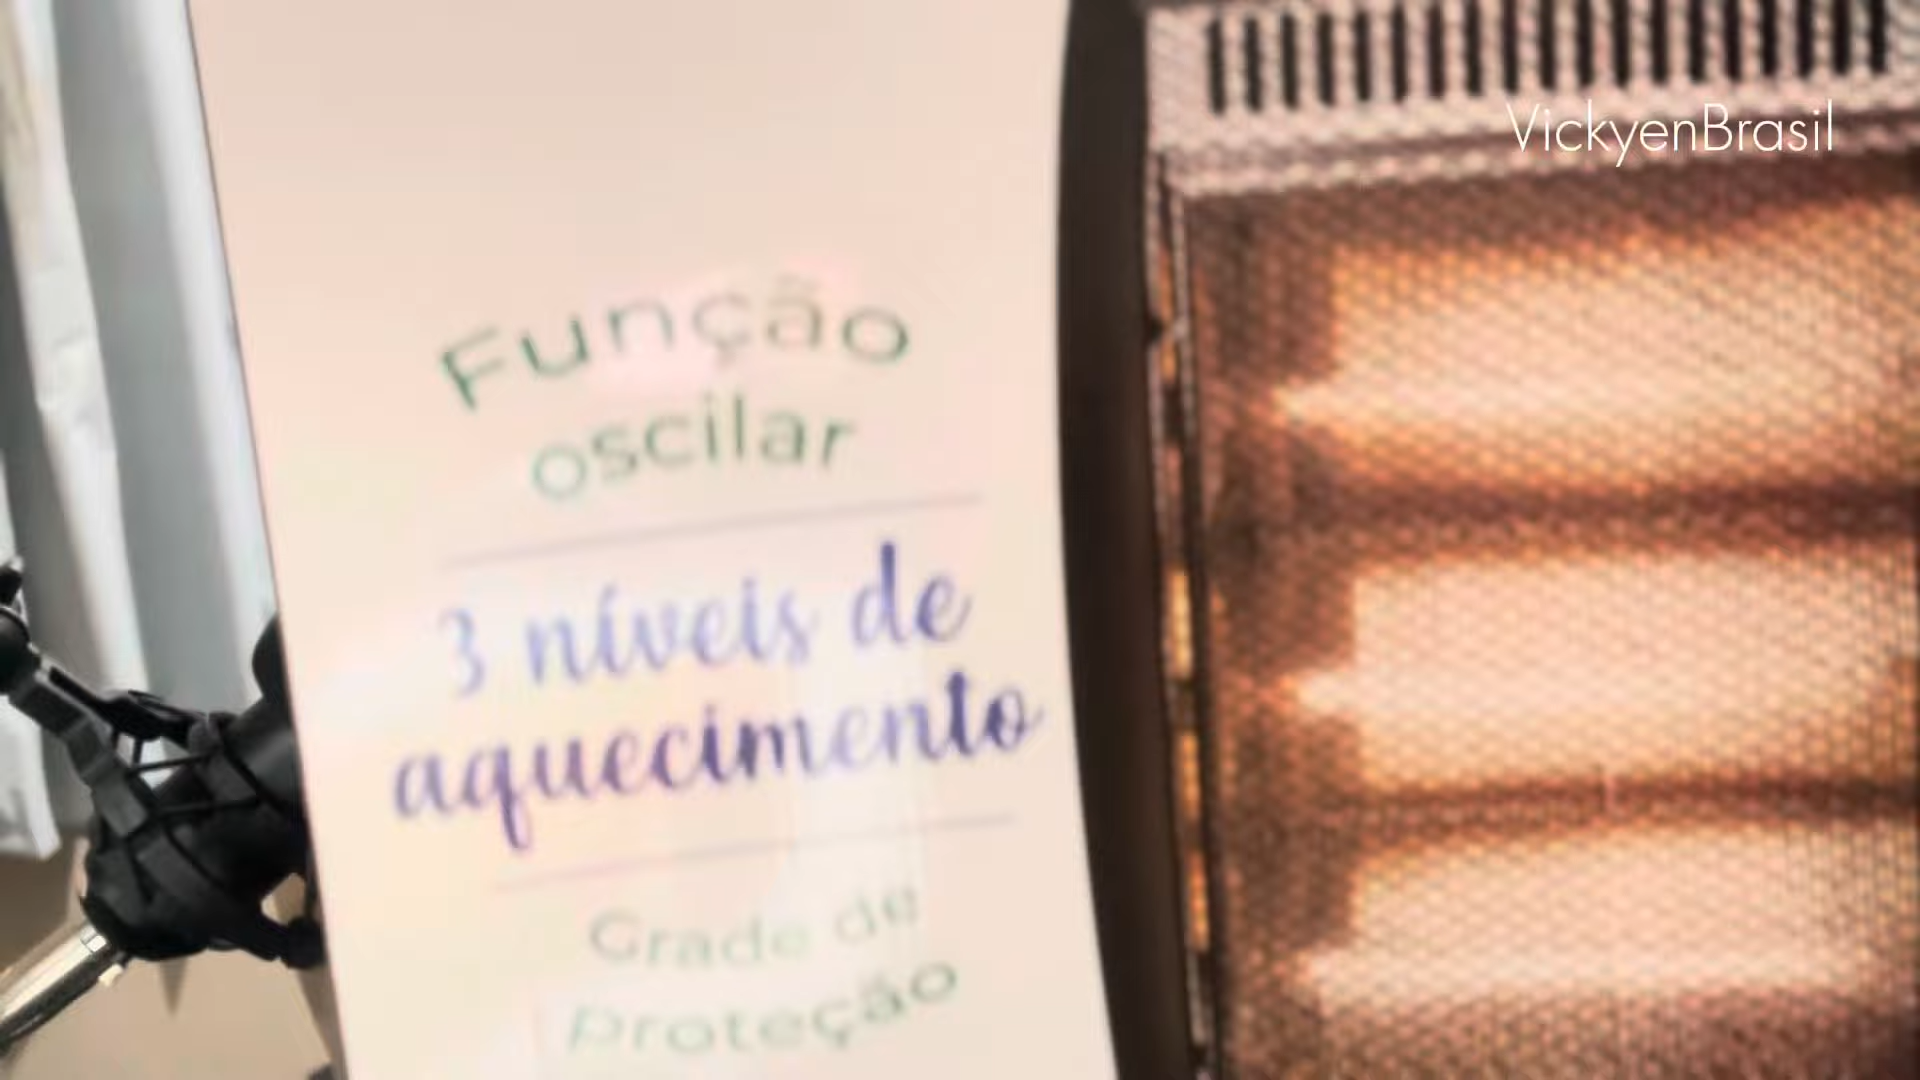 VickyenBrasil
Função
oscilar
3 níveis de
aquecimento
Grade de
Proteção